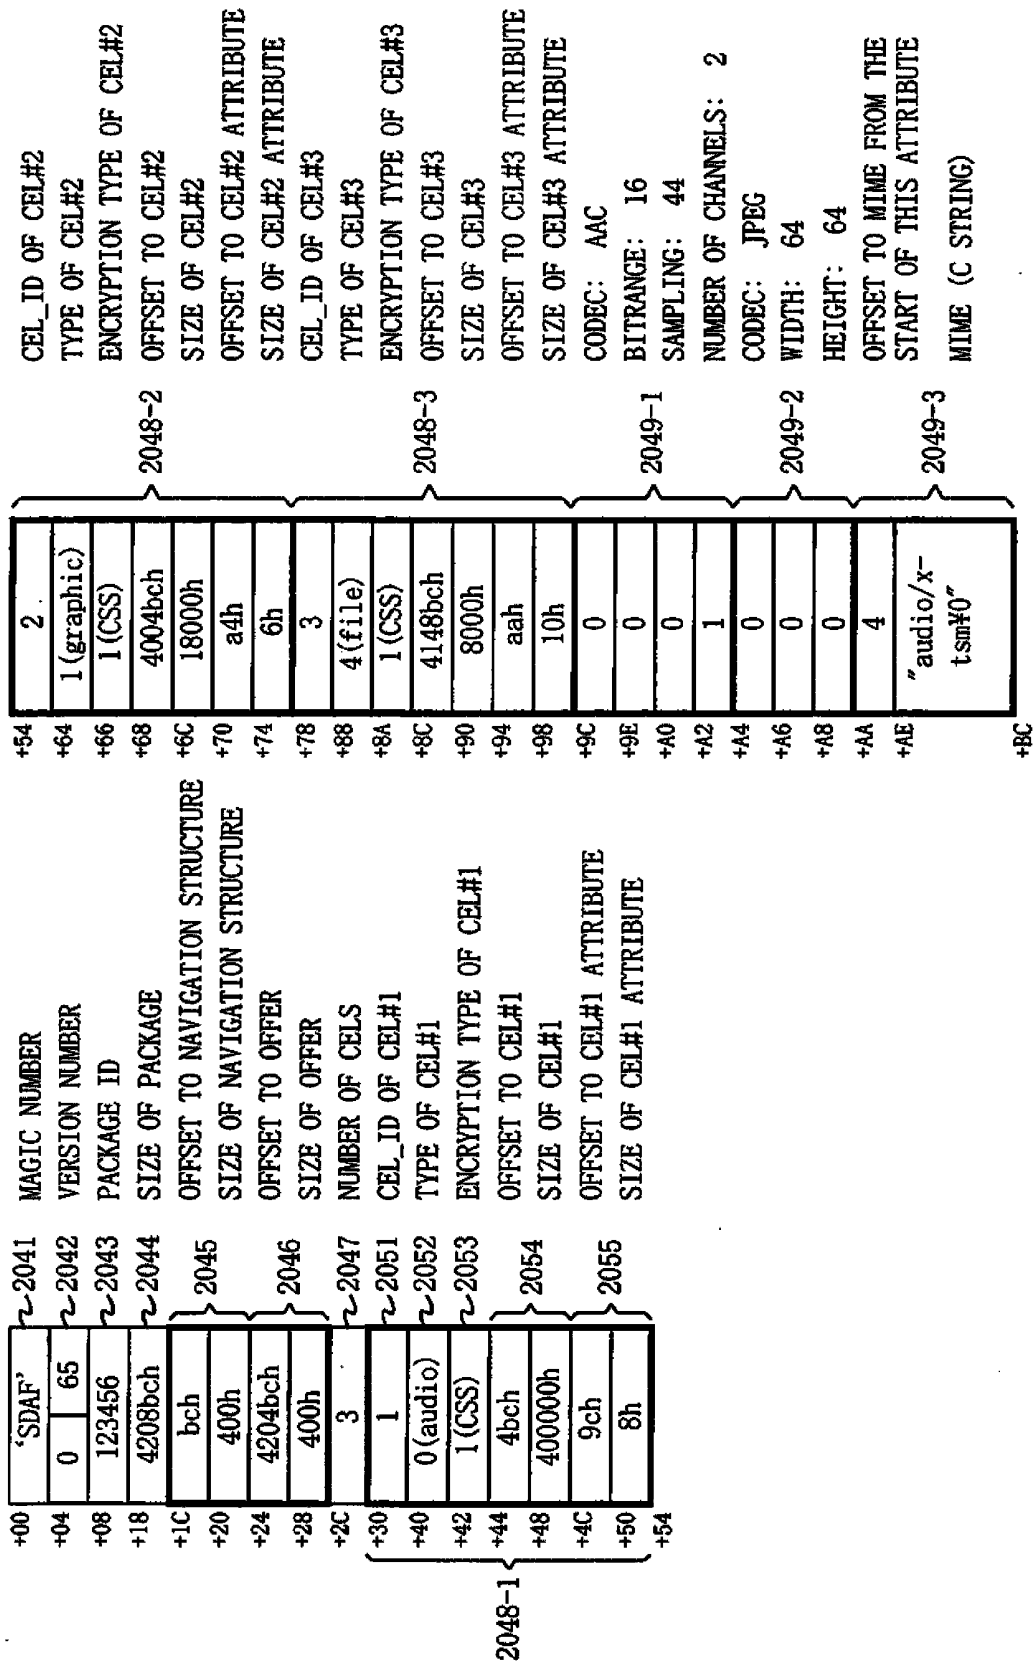 +00 'SDAF' 2041 MAGIC NUMBER
+04 0 65 2042 VERSION NUMBER
+08 123456 2043 PACKAGE ID
+18 4208bch 2044 SIZE OF PACKAGE
+1C bch OFFSET TO NAVIGATION STRUCTURE
2045
+20 400h SIZE OF NAVIGATION STRUCTURE
+24 4204bch OFFSET TO OFFER
2046
+28 400h SIZE OF OFFER
+2C 3 2047 NUMBER OF CELS
+30 1 2051 CEL_ID OF CEL#1
+40 0(audio) 2052 TYPE OF CEL#1
+42 1(CSS) 2053 ENCRYPTION TYPE OF CEL#1
+44 4bch OFFSET TO CEL#1
2054
+48 400000h SIZE OF CEL#1
+4C 9ch OFFSET TO CEL#1 ATTRIBUTE
2055
+50 8h SIZE OF CEL#1 ATTRIBUTE
+54
2048-1
+54 2 CEL_ID OF CEL#2
+64 1(graphic) TYPE OF CEL#2
+66 1(CSS) ENCRYPTION TYPE OF CEL#2
+68 4004bch 2048-2 OFFSET TO CEL#2
+6C 18000h SIZE OF CEL#2
+70 a4h OFFSET TO CEL#2 ATTRIBUTE
+74 6h SIZE OF CEL#2 ATTRIBUTE
+78 3 CEL_ID OF CEL#3
+88 4(file) TYPE OF CEL#3
+8A 1(CSS) ENCRYPTION TYPE OF CEL#3
+8C 4148bch 2048-3 OFFSET TO CEL#3
+90 8000h SIZE OF CEL#3
+94 aah OFFSET TO CEL#3 ATTRIBUTE
+98 10h SIZE OF CEL#3 ATTRIBUTE
+9C 0 CODEC: AAC
+9E 0 BITRANGE: 16
2049-1
+A0 0 SAMPLING: 44
+A2 1 NUMBER OF CHANNELS: 2
+A4 0 CODEC: JPEG
+A6 0 2049-2 WIDTH: 64
+A8 0 HEIGHT: 64
+AA 4 OFFSET TO MIME FROM THE
START OF THIS ATTRIBUTE
+AE "audio/x-
tsm¥0" 2049-3 MIME (C STRING)
+BC